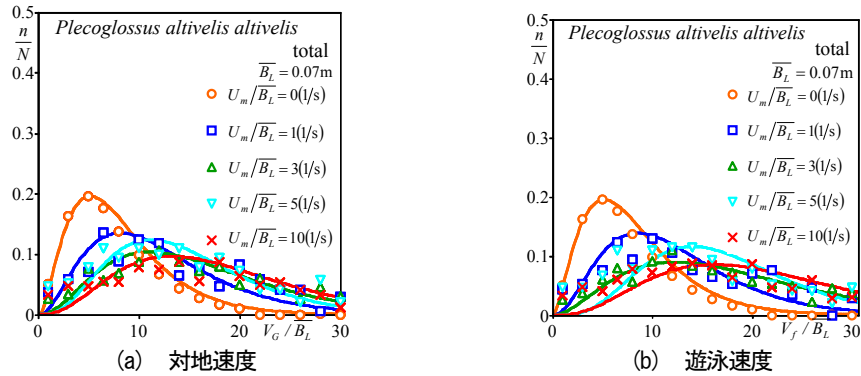 0.5
n/N
0.4
0.3
0.2
0.1
0
Plecoglossus altivelis altivelis
total
B_L = 0.07m
U_m/B_L = 0(1/s)
U_m/B_L = 1(1/s)
U_m/B_L = 3(1/s)
U_m/B_L = 5(1/s)
U_m/B_L = 10(1/s)
0 10 20 30
V_G/B_L
(a) 対地速度
0.5
n/N
0.4
0.3
0.2
0.1
0
Plecoglossus altivelis altivelis
total
B_L = 0.07m
U_m/B_L = 0(1/s)
U_m/B_L = 1(1/s)
U_m/B_L = 3(1/s)
U_m/B_L = 5(1/s)
U_m/B_L = 10(1/s)
0 10 20 30
V_f/B_L
(b) 遊泳速度